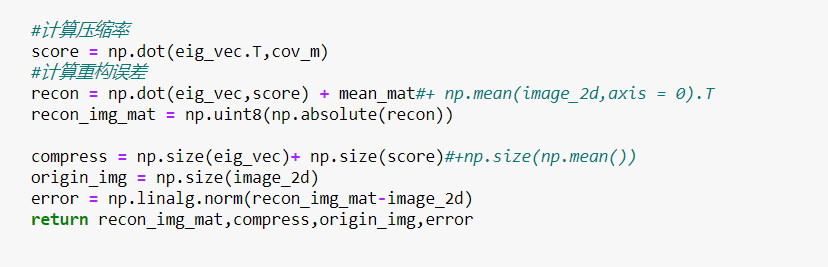 #计算压缩率
score = np.dot(eig_vec.T,cov_m)
#计算重构误差
recon = np.dot(eig_vec,score) + mean_mat#+ np.mean(image_2d,axis = 0).T
recon_img_mat = np.uint8(np.absolute(recon))
compress = np.size(eig_vec)+ np.size(score)#+np.size(np.mean())
origin_img = np.size(image_2d)
error = np.linalg.norm(recon_img_mat-image_2d)
return recon_img_mat,compress,origin_img,error